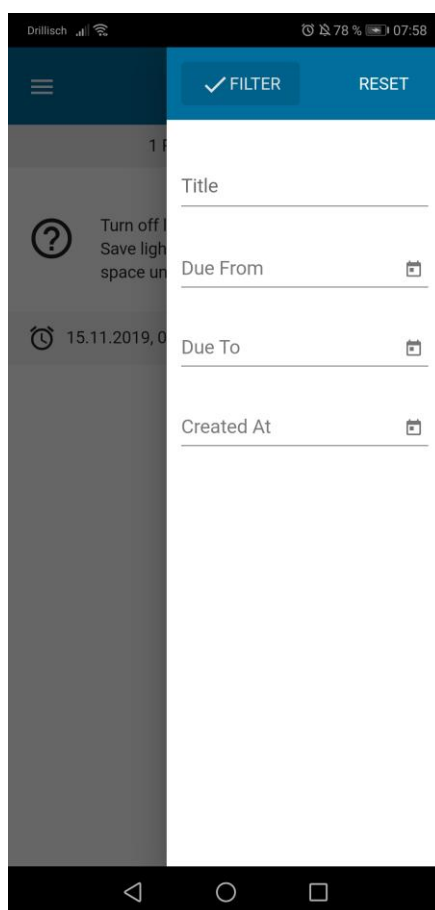 Drillisch 78 % 07:58
FILTER RESET
1
Title
Turn off
Save ligh
space un
Due From
15.11.2019, 0
Due To
Created At